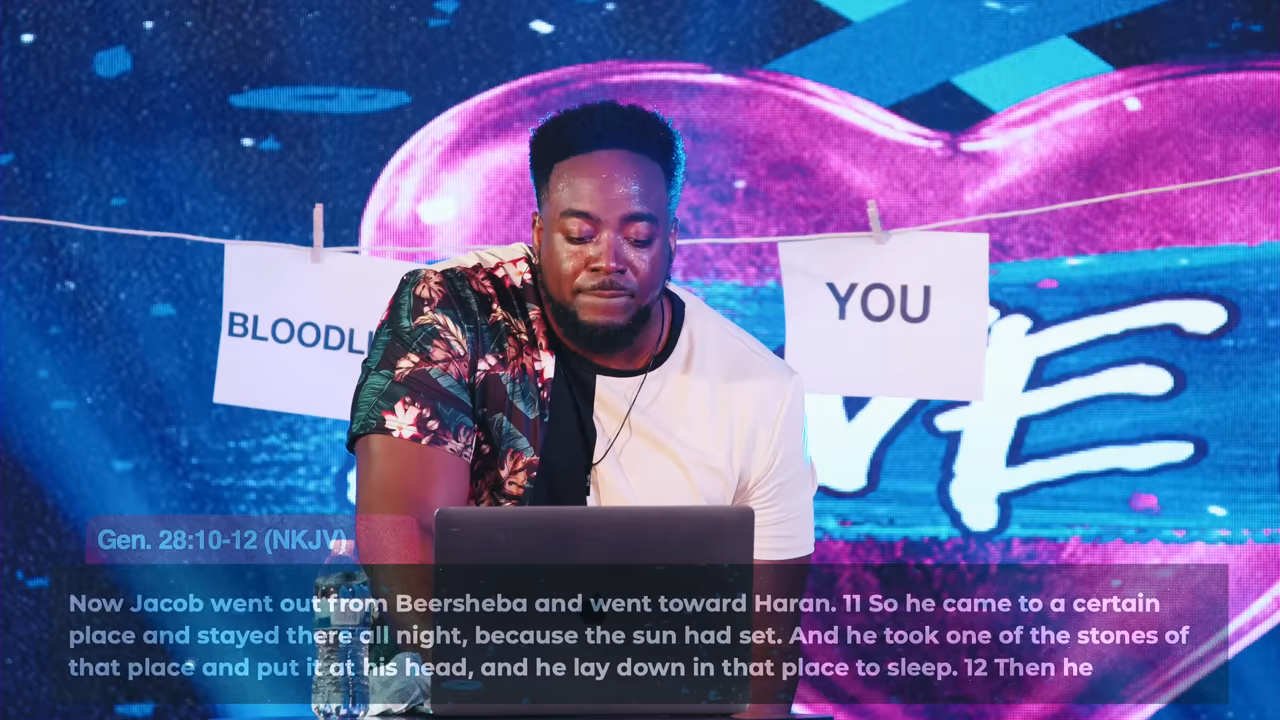 BLOODLI
YOU
VE
Gen. 28:10-12 (NKJV)
Now Jacob went out from Beersheba and went toward Haran. 11 So he came to a certain
place and stayed there all night, because the sun had set. And he took one of the stones of
that place and put it at his head, and he lay down in that place to sleep. 12 Then he